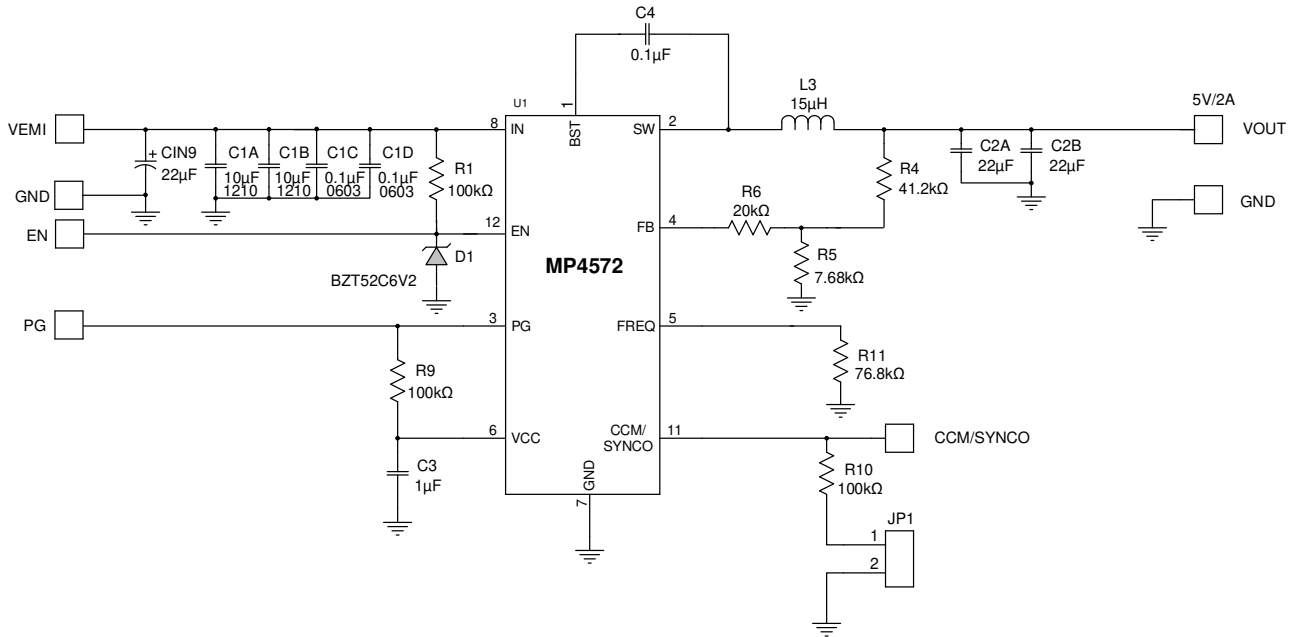 C4
0.1µF
U1
1
BST
VEMI
8
IN
SW
2
L3
15µH
5V/2A
VOUT
+
CIN9
22µF
C1A
10µF
1210
C1B
10µF
1210
C1C
0.1µF
0603
C1D
0.1µF
0603
R1
100kΩ
R4
41.2kΩ
C2A
22µF
C2B
22µF
GND
GND
EN
12
EN
FB
4
R6
20kΩ
R5
7.68kΩ
D1
BZT52C6V2
MP4572
PG
3
PG
FREQ
5
R11
76.8kΩ
R9
100kΩ
6
VCC
CCM/
SYNCO
11
CCM/SYNCO
C3
1µF
GND
7
R10
100kΩ
JP1
1
2